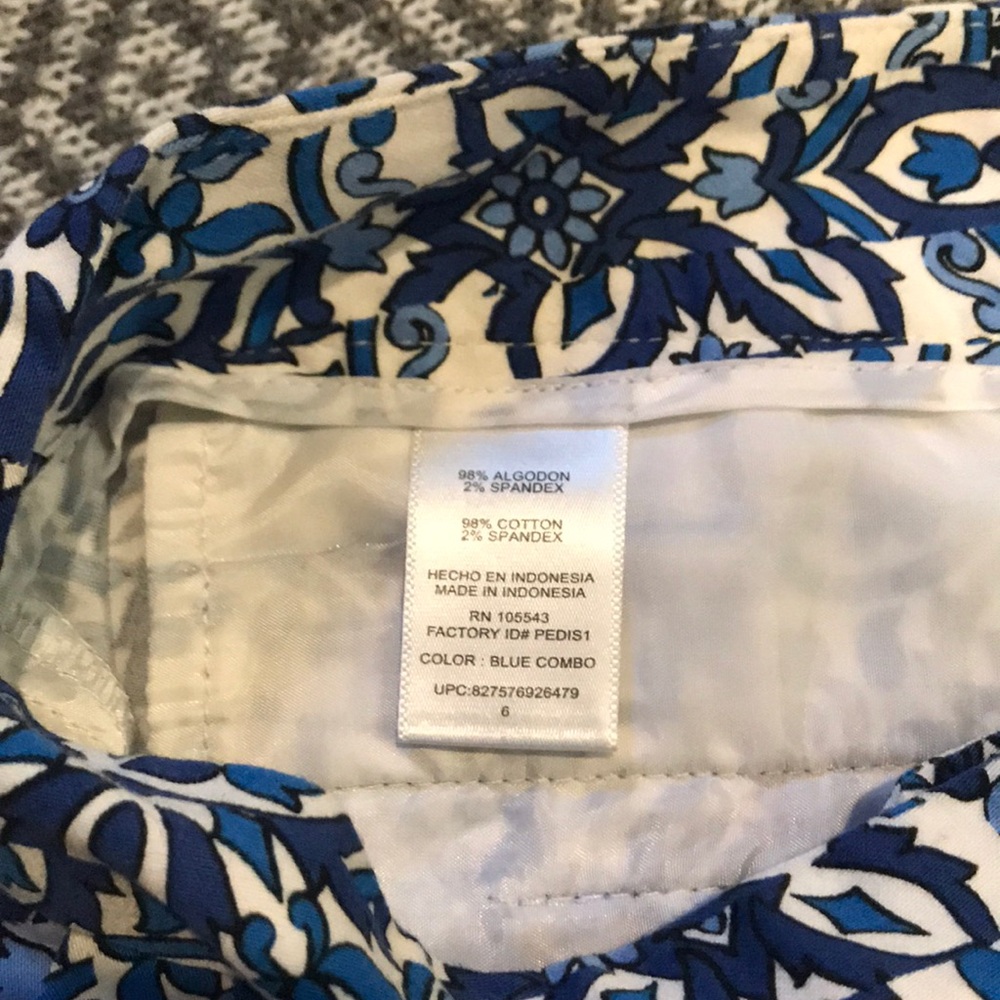 98% ALGODON
2% SPANDEX
98% COTTON
2% SPANDEX
HECHO EN INDONESIA
MADE IN INDONESIA
RN 105543
FACTORY ID# PEDIS1
COLOR : BLUE COMBO
UPC:827576926479
6